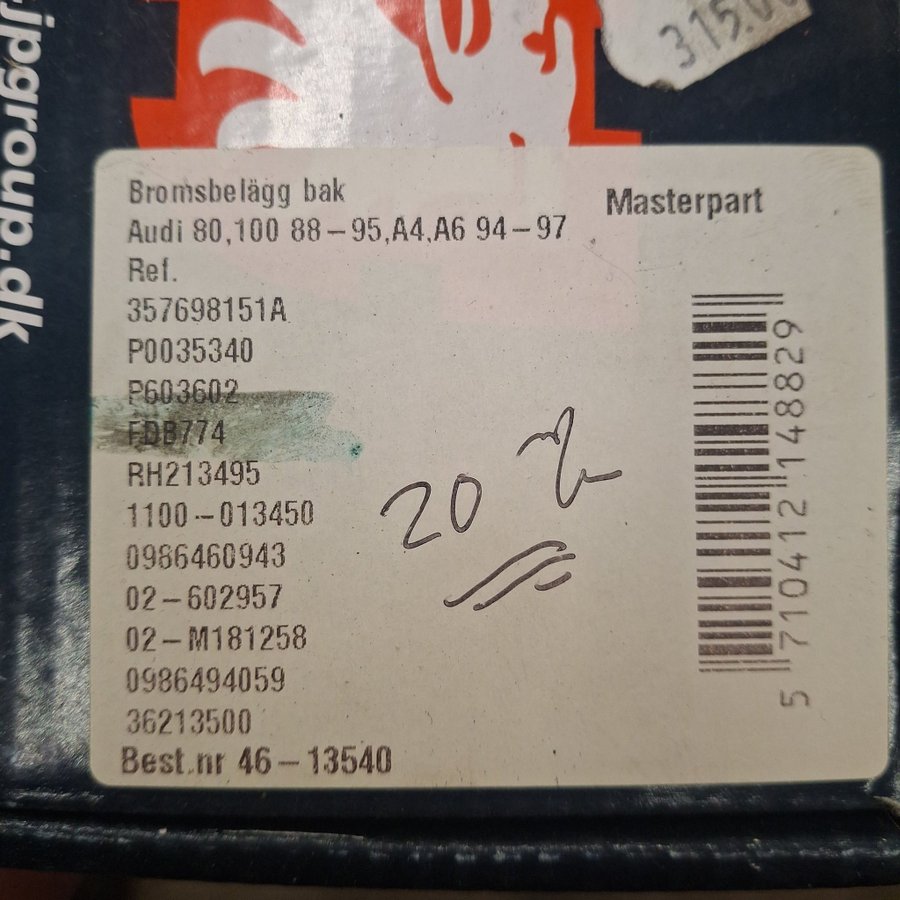 .jpgroup.dk
315.00
Bromsbelägg bak
Masterpart
Audi 80,100 88-95,A4,A6 94-97
Ref.
357698151A
P0035340
P603602
FDB774
RH213495
1100-013450
0986460943
02-602957
02-M181258
0986494059
36213500
Best.nr 46-13540
20
5 710412 148829